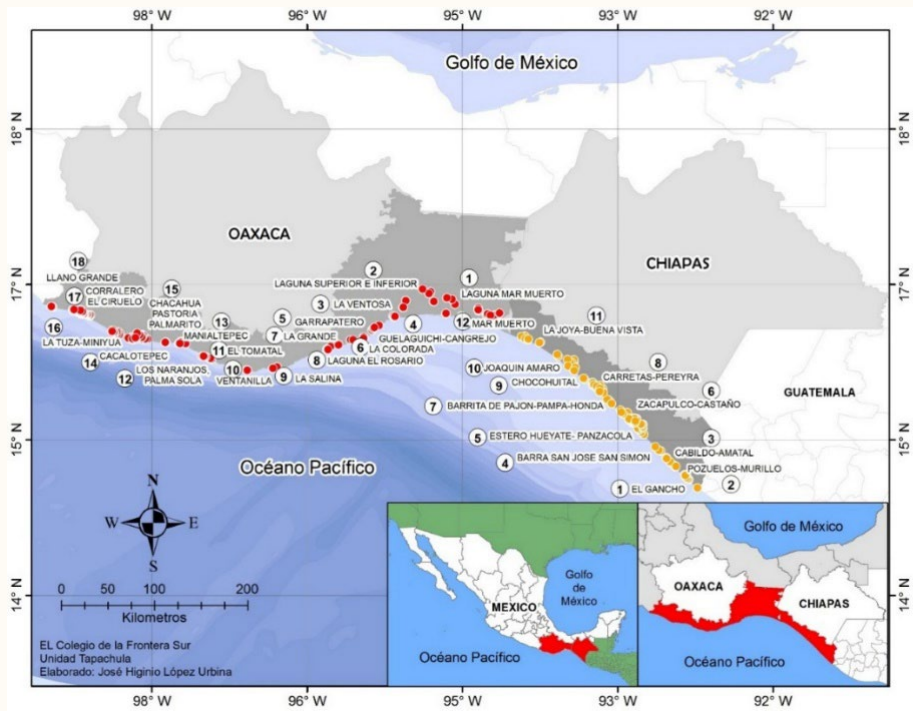 98° W 96° W 95° W 93° W 92° W
Golfo de México
18° N
18° N
OAXACA
CHIAPAS
18
2
1
LLANO GRANDE
LAGUNA SUPERIOR E INFERIOR
17° N
17° N
17
CORRALERO
EL CIRUELO
15
CHACAHUA
PASTORIA
PALMARITO
3 LA VENTOSA
LAGUNA MAR MUERTO
11
13
5
GARRAPATERO
4
12 MAR MUERTO
LA JOYA-BUENA VISTA
16
LA TUZA-MINIYUA
MANIALTEPEC
7 LA GRANDE
GUELAGUICHI-CANGREJO
14
CACALOTEPEC
11 EL TOMATAL
6
LA COLORADA
8
LAGUNA EL ROSARIO
10 JOAQUIN AMARO
8
CARRETAS-PEREYRA
GUATEMALA
12
LOS NARANJOS,
PALMA SOLA
10
VENTANILLA
9 LA SALINA
9
CHOCOHUITAL
6
ZACAPULCO-CASTAÑO
7 BARRITA DE PAJON-PAMPA-HONDA
15° N
15° N
5 ESTERO HUEYATE- PANZACOLA
3
CABILDO-AMATAL
4 BARRA SAN JOSE SAN SIMON
POZUELOS-MURILLO
Océano Pacífico
1 EL GANCHO
2
N
W E
S
14° N
14° N
0 50 100 200
Kilometros
EL Colegio de la Frontera Sur
Unidad Tapachula
Elaborado: José Higinio López Urbina
MEXICO
Golfo
de
México
Océano Pacífico
Golfo de México
OAXACA
CHIAPAS
Océano Pacífico
98° W 96° W 95° W 93° W 92° W